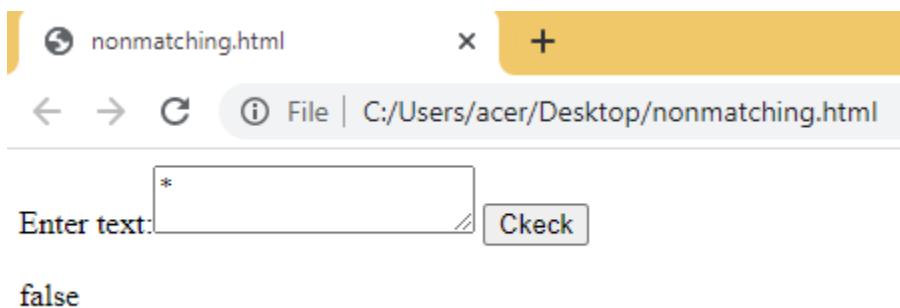 nonmatching.html
File | C:/Users/acer/Desktop/nonmatching.html
*
Enter text: Ckeck
false